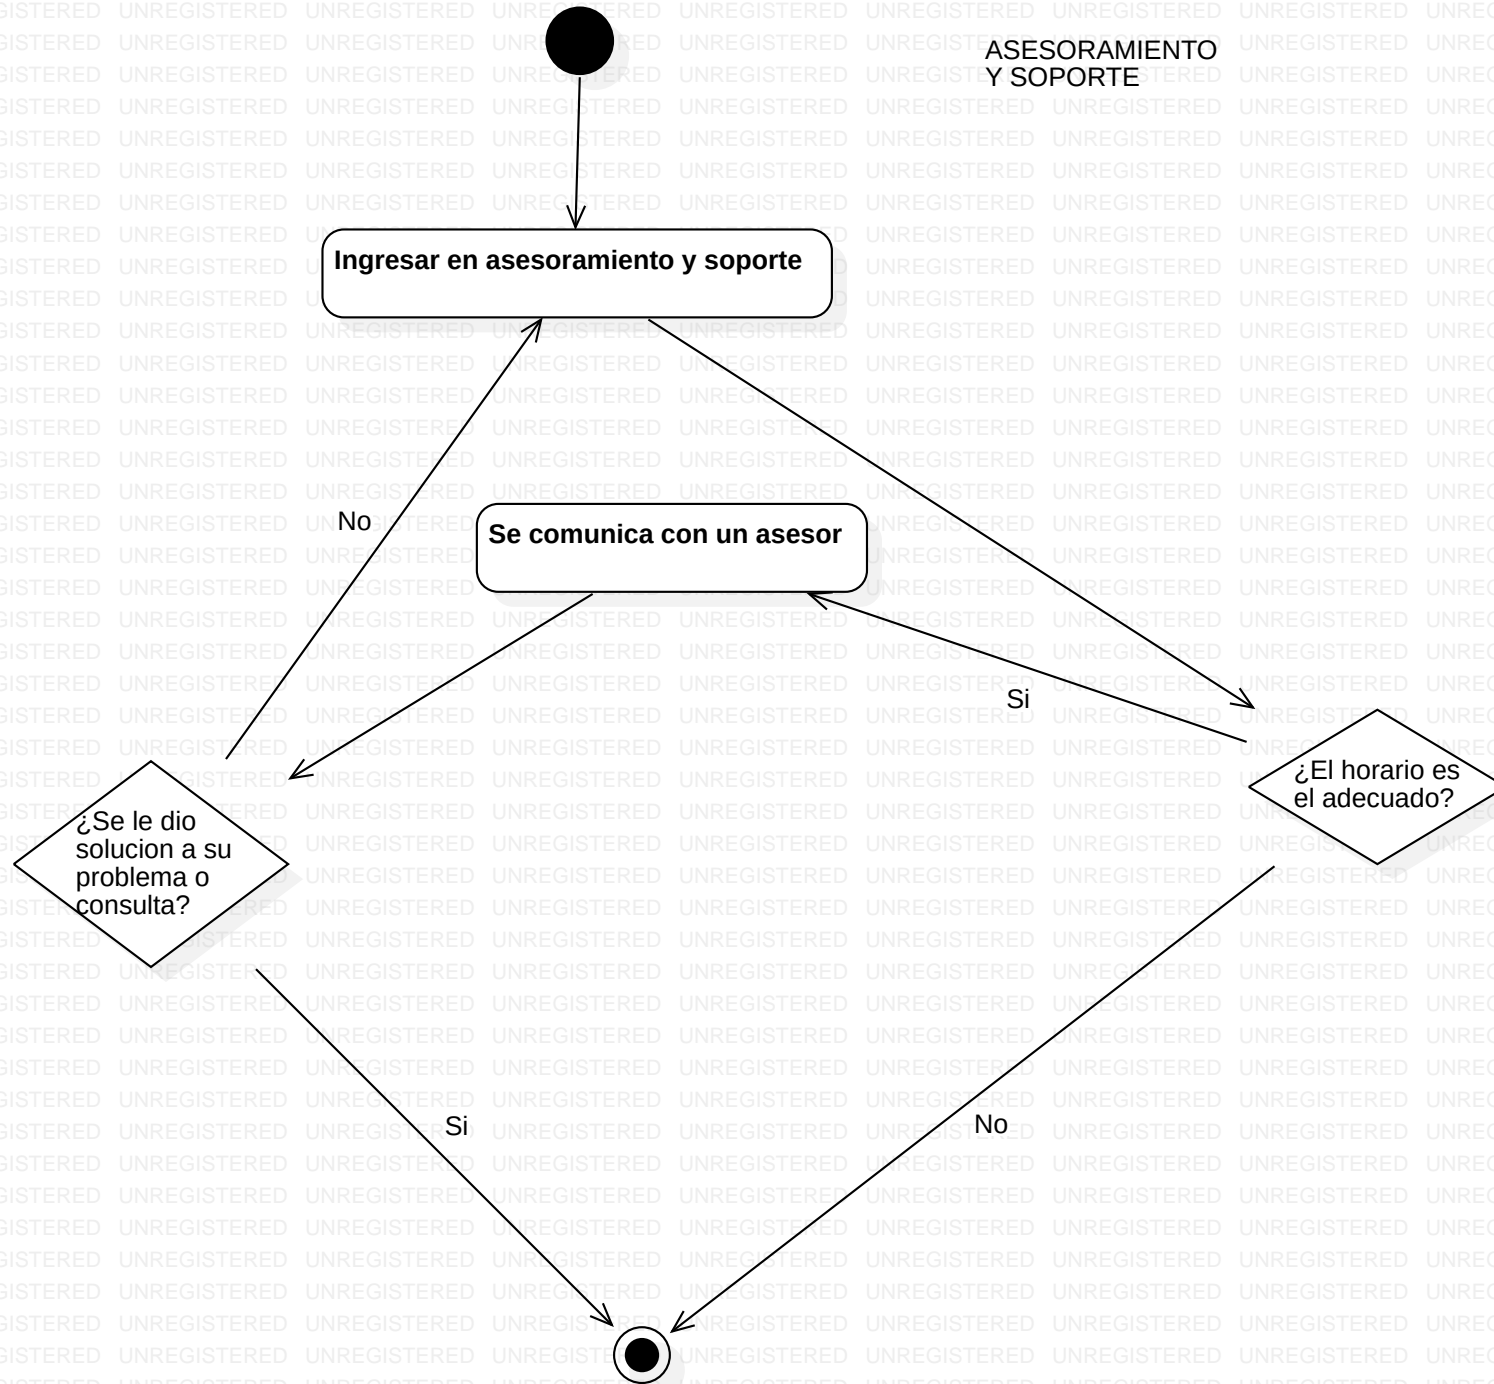 ASESORAMIENTO
Y SOPORTE
Ingresar en asesoramiento y soporte
No
Se comunica con un asesor
Si
¿El horario es
el adecuado?
¿Se le dio
solucion a su
problema o
consulta?
Si
No
UNREGISTERED